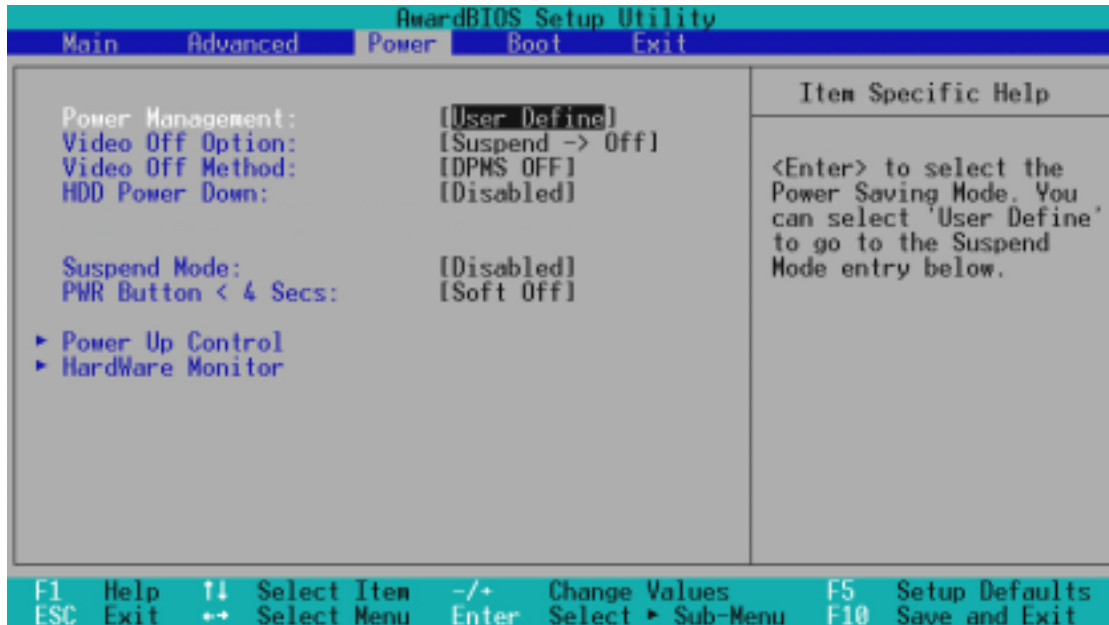 AwardBIOS Setup Utility
Main Advanced Power Boot Exit
Power Management: [User Define]
Video Off Option: [Suspend -> Off]
Video Off Method: [DPMS OFF]
HDD Power Down: [Disabled]
Suspend Mode: [Disabled]
PWR Button < 4 Secs: [Soft Off]
► Power Up Control
► HardWare Monitor
Item Specific Help
<Enter> to select the
Power Saving Mode. You
can select 'User Define'
to go to the Suspend
Mode entry below.
F1 Help ↑↓ Select Item -/+ Change Values F5 Setup Defaults
ESC Exit ←→ Select Menu Enter Select ► Sub-Menu F10 Save and Exit